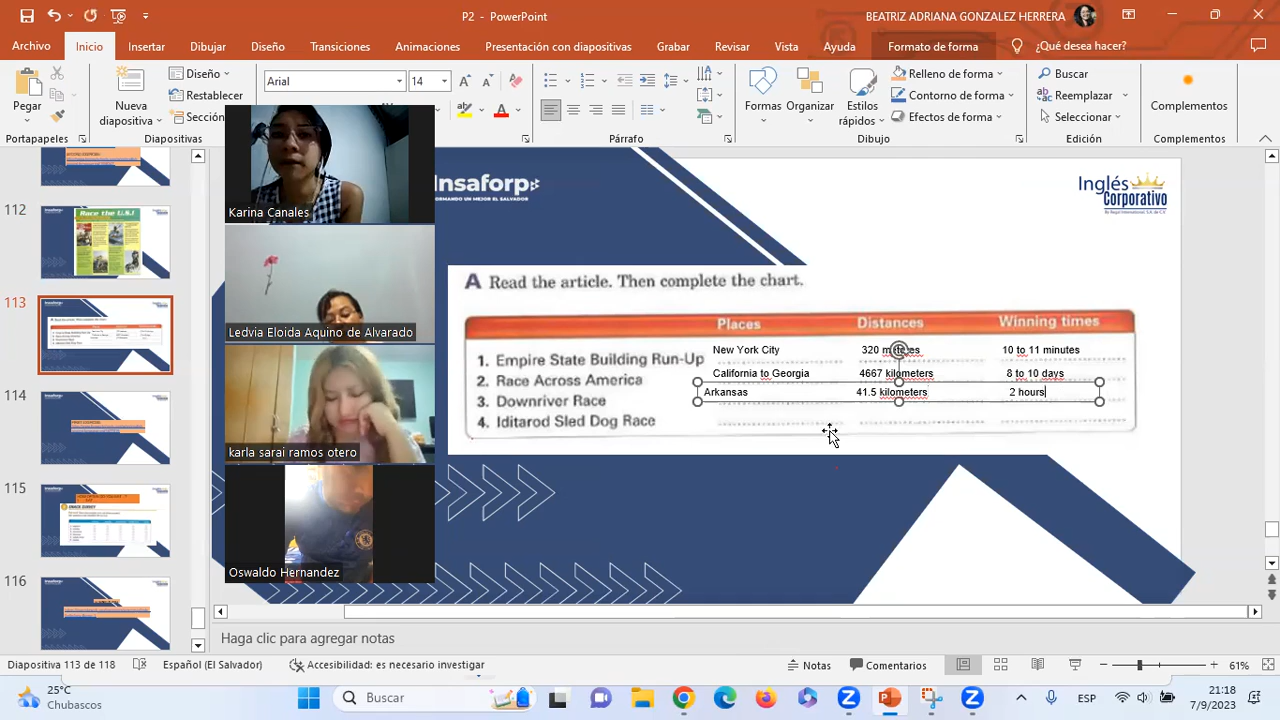 P2 - PowerPoint
BEATRIZ ADRIANA GONZALEZ HERRERA
Archivo Inicio Insertar Dibujar Diseño Transiciones Animaciones Presentación con diapositivas Grabar Revisar Vista Ayuda Formato de forma ¿Qué desea hacer?
Pegar
Portapapeles
Nueva
diapositiva
Diseño
Restablecer
Sección
Diapositivas
Arial 14
Párrafo
Formas Organizar Estilos
rápidos
Relleno de forma
Contorno de forma
Efectos de forma
Dibujo
Buscar
Reemplazar
Seleccionar
Edición
Complementos
Complementos
112
Race the U.S!
113
114
115
116
Karina Canales
Ledvia Eloida Aquino de Alvarado
karla sarai ramos otero
Oswaldo Hernandez
Insaforp
FORMANDO UN MEJOR EL SALVADOR
Inglés
Corporativo
A Read the article. Then complete the chart.
Places Distances Winning times
1. Empire State Building Run-Up New York City 320 10 to 11 minutes
2. Race Across America California to Georgia 4667 kilometers 8 to 10 days
3. Downriver Race Arkansas 41.5 kilometers 2 hours
4. Iditarod Sled Dog Race
Haga clic para agregar notas
Diapositiva 113 de 118 Español (El Salvador) Accesibilidad: es necesario investigar Notas Comentarios 61%
25°C
Chubascos
Buscar
ESP
21:18
7/9/2023